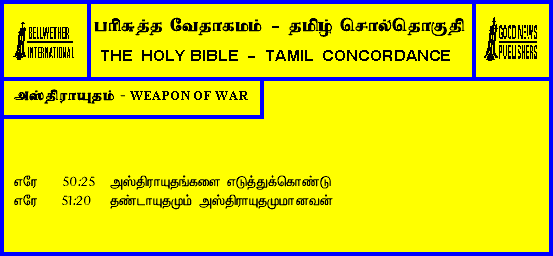 BELLWETHER
INTERNATIONAL
பரிசுத்த வேதாகமம் - தமிழ் சொல்தொகுதி
THE HOLY BIBLE - TAMIL CONCORDANCE
GOOD NEWS
PUBLISHERS
அஸ்திராயுதம் - WEAPON OF WAR
எரே 50:25 அஸ்திராயுதங்களை எடுத்துக்கொண்டு
எரே 51:20 தண்டாயுதமும் அஸ்திராயுதமுமானவன்